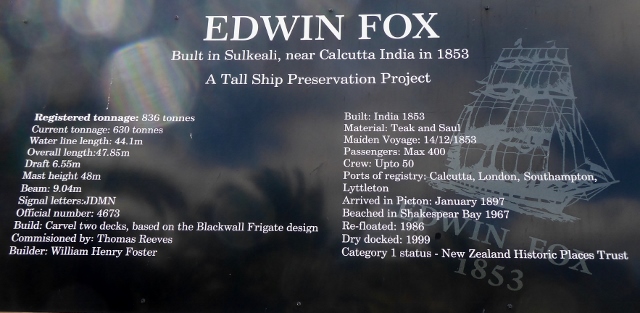 EDWIN FOX
Built in Sulkeali, near Calcutta India in 1853
A Tall Ship Preservation Project
Registered tonnage: 836 tonnes
Current tonnage: 630 tonnes
Water line length: 44.1m
Overall length:47.85m
Draft 6.55m
Mast height 48m
Beam: 9.04m
Signal letters:JDMN
Official number: 4673
Build: Carvel two decks, based on the Blackwall Frigate design
Commisioned by: Thomas Reeves
Builder: William Henry Foster
Built: India 1853
Material: Teak and Saul
Maiden Voyage: 14/12/1853
Passengers: Max 400
Crew: Upto 50
Ports of registry: Calcutta, London, Southampton,
Lyttleton
Arrived in Picton: January 1897
Beached in Shakespear Bay 1967
Re-floated: 1986
Dry docked: 1999
Category 1 status - New Zealand Historic Places Trust
EDWIN FOX
1853